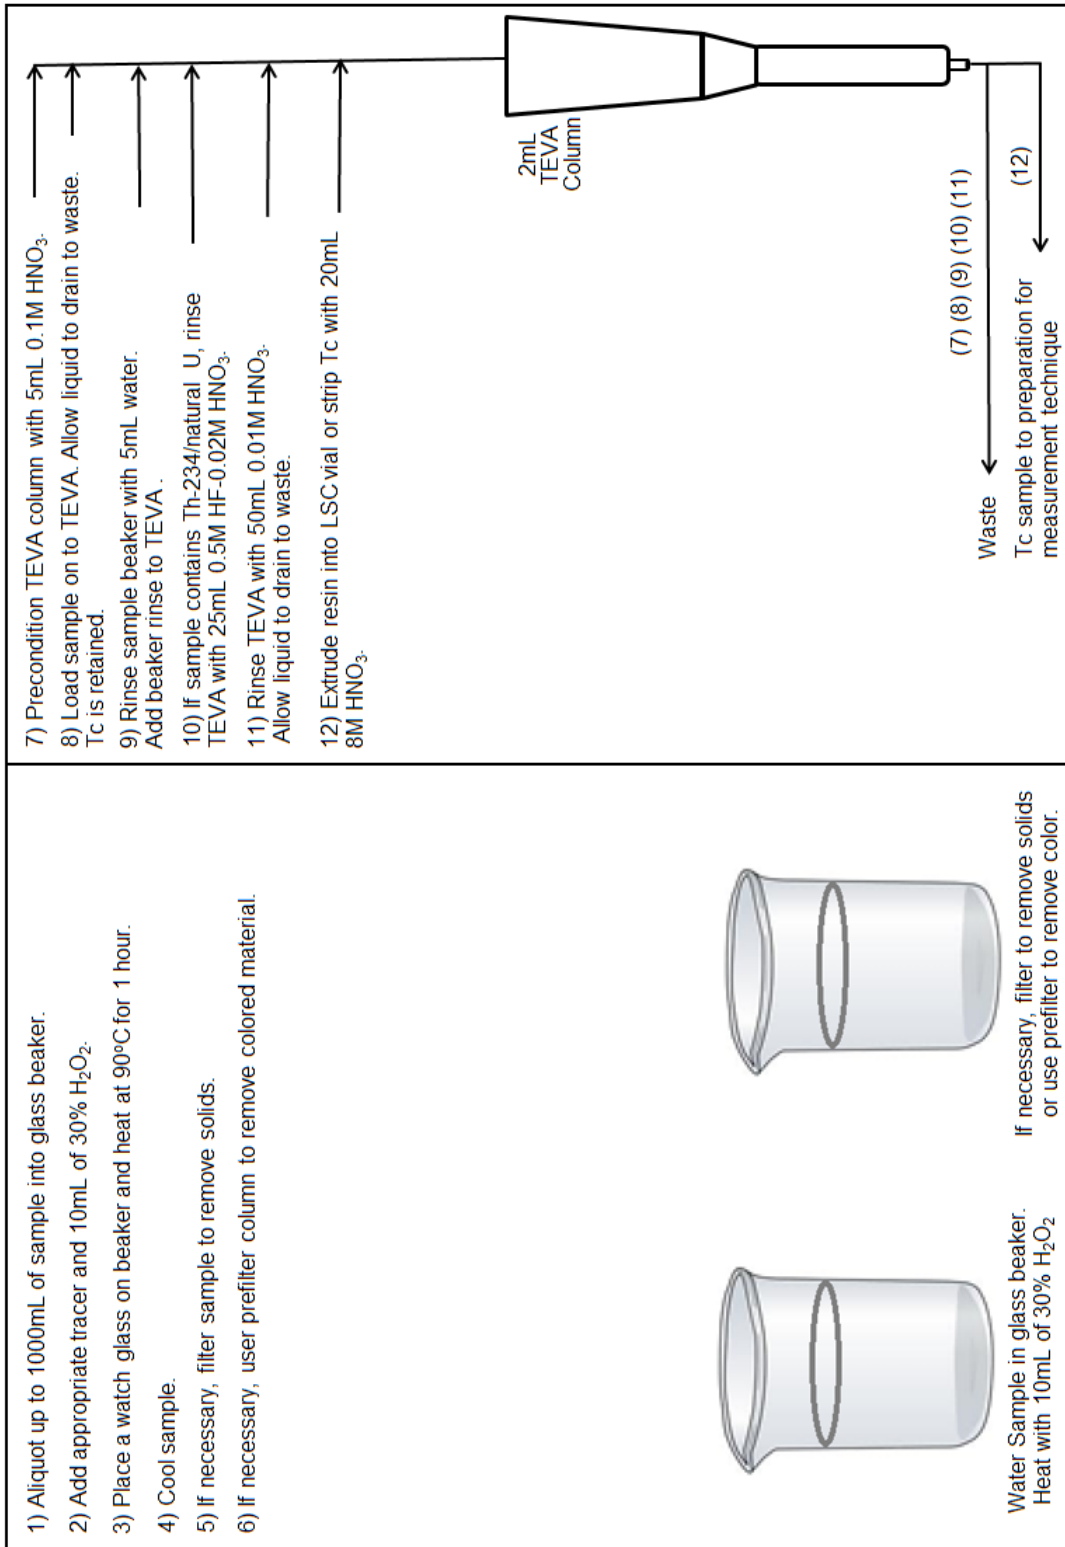 1) Aliquot up to 1000mL of sample into glass beaker.
2) Add appropriate tracer and 10mL of 30% H₂O₂.
3) Place a watch glass on beaker and heat at 90ºC for 1 hour.
4) Cool sample.
5) If necessary, filter sample to remove solids.
6) If necessary, user prefilter column to remove colored material.
Water Sample in glass beaker.
Heat with 10mL of 30% H₂O₂
If necessary, filter to remove solids
or use prefilter to remove color.
7) Precondition TEVA column with 5mL 0.1M HNO₃.
8) Load sample on to TEVA. Allow liquid to drain to waste.
Tc is retained.
9) Rinse sample beaker with 5mL water.
Add beaker rinse to TEVA .
10) If sample contains Th-234/natural U, rinse
TEVA with 25mL 0.5M HF-0.02M HNO₃.
11) Rinse TEVA with 50mL 0.01M HNO₃.
Allow liquid to drain to waste.
12) Extrude resin into LSC vial or strip Tc with 20mL
8M HNO₃.
2mL
TEVA
Column
(7) (8) (9) (10) (11)
Waste
(12)
Tc sample to preparation for
measurement technique